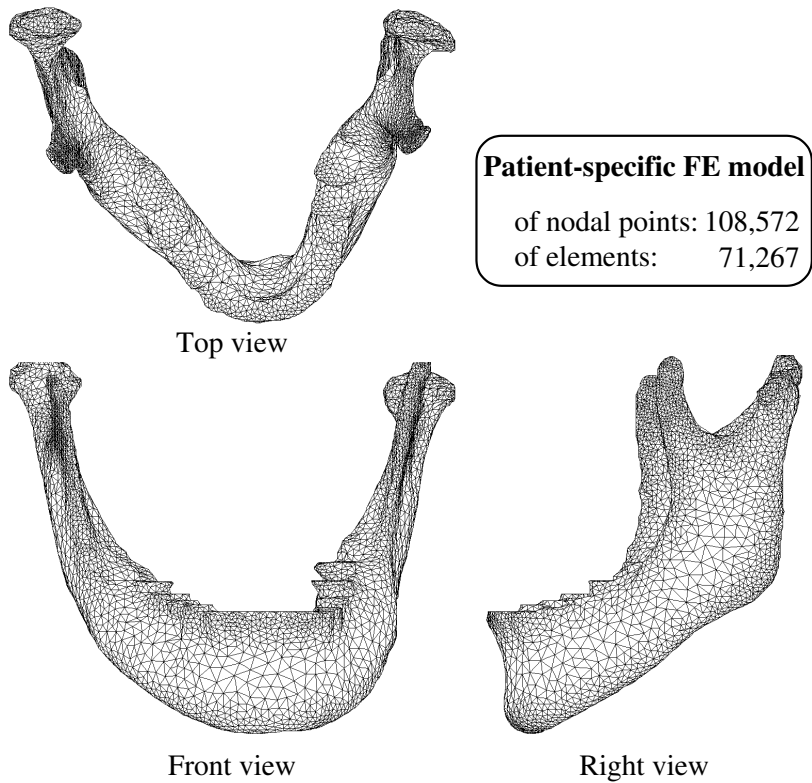 Patient-specific FE model
of nodal points: 108,572
of elements: 71,267
Top view
Front view
Right view